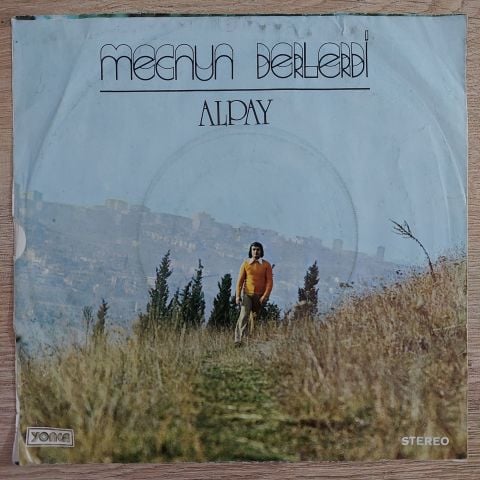 MECNUN DERLERDİ
ALPAY
YONCA
STEREO